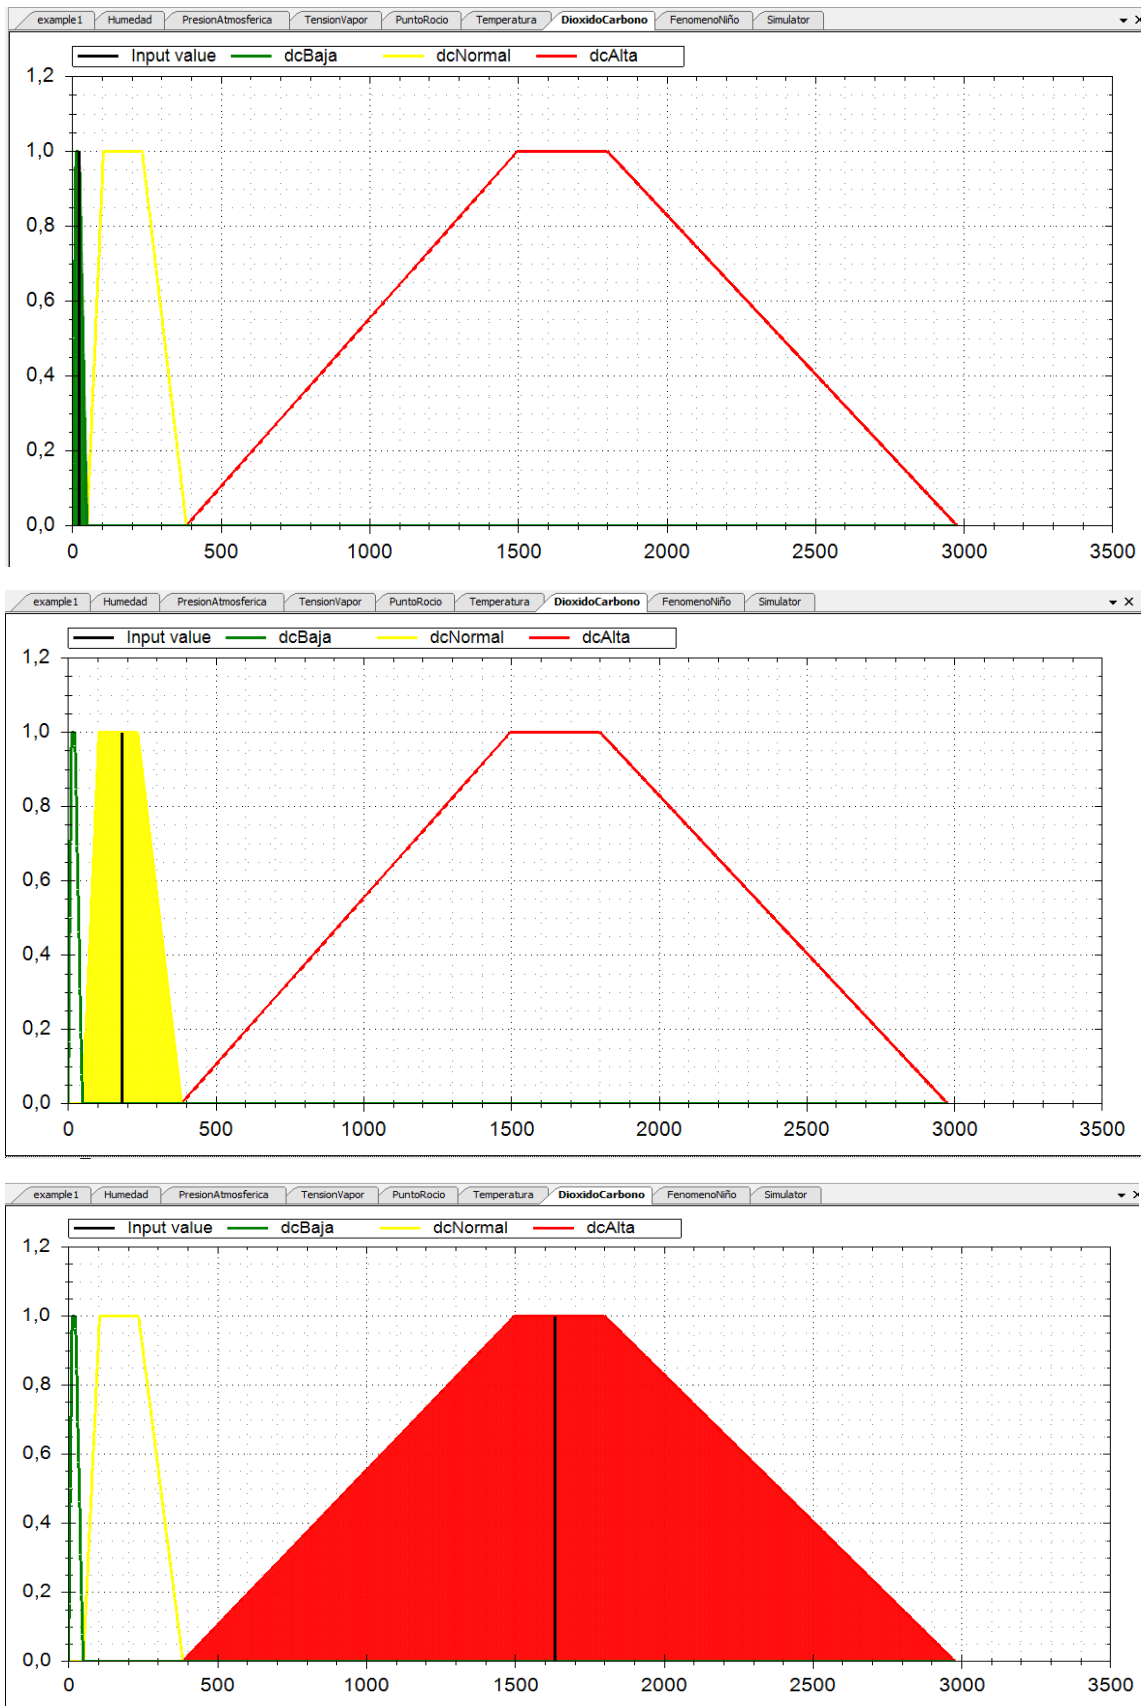 example1 Humedad PresionAtmosferica TensionVapor PuntoRocio Temperatura DioxidoCarbono FenomenoNiño Simulator
Input value dcBaja dcNormal dcAlta
1,2
1,0
0,8
0,6
0,4
0,2
0,0
0 500 1000 1500 2000 2500 3000 3500
example1 Humedad PresionAtmosferica TensionVapor PuntoRocio Temperatura DioxidoCarbono FenomenoNiño Simulator
Input value dcBaja dcNormal dcAlta
1,2
1,0
0,8
0,6
0,4
0,2
0,0
0 500 1000 1500 2000 2500 3000 3500
example1 Humedad PresionAtmosferica TensionVapor PuntoRocio Temperatura DioxidoCarbono FenomenoNiño Simulator
Input value dcBaja dcNormal dcAlta
1,2
1,0
0,8
0,6
0,4
0,2
0,0
0 500 1000 1500 2000 2500 3000 3500